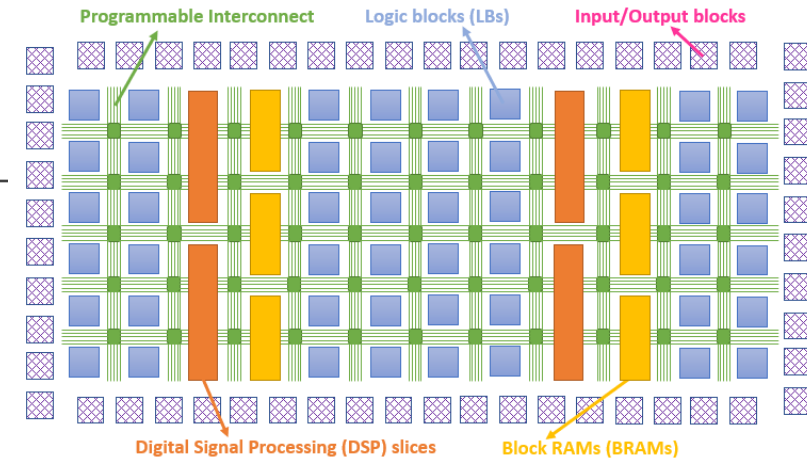 Programmable Interconnect
Logic blocks (LBs)
Input/Output blocks
Digital Signal Processing (DSP) slices
Block RAMs (BRAMs)